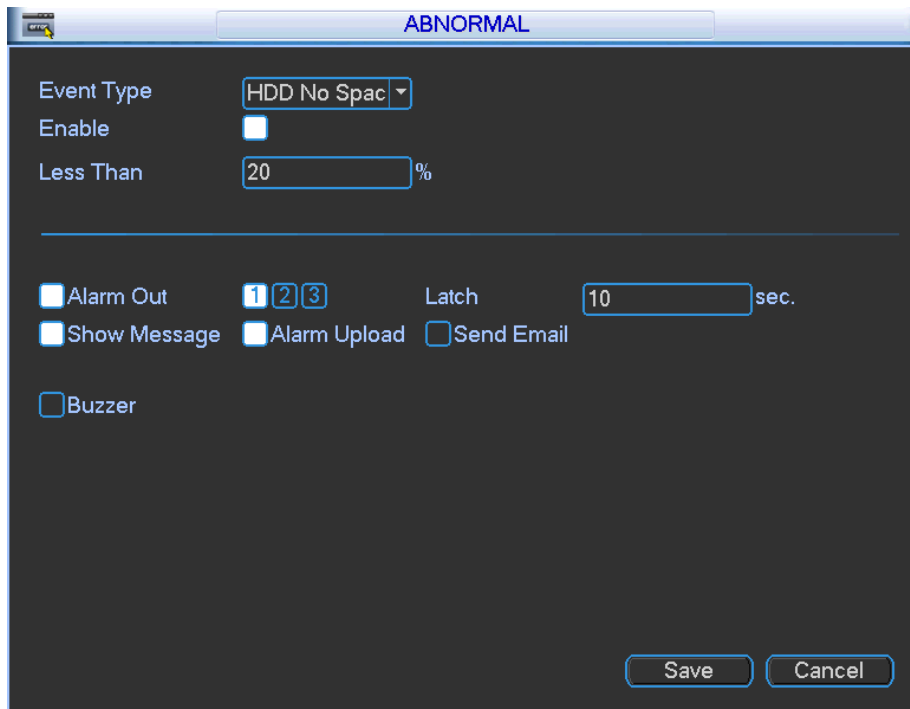 ABNORMAL
Event Type HDD No Spac
Enable
Less Than 20 %
Alarm Out 1 2 3 Latch 10 sec.
Show Message Alarm Upload Send Email
Buzzer
Save Cancel